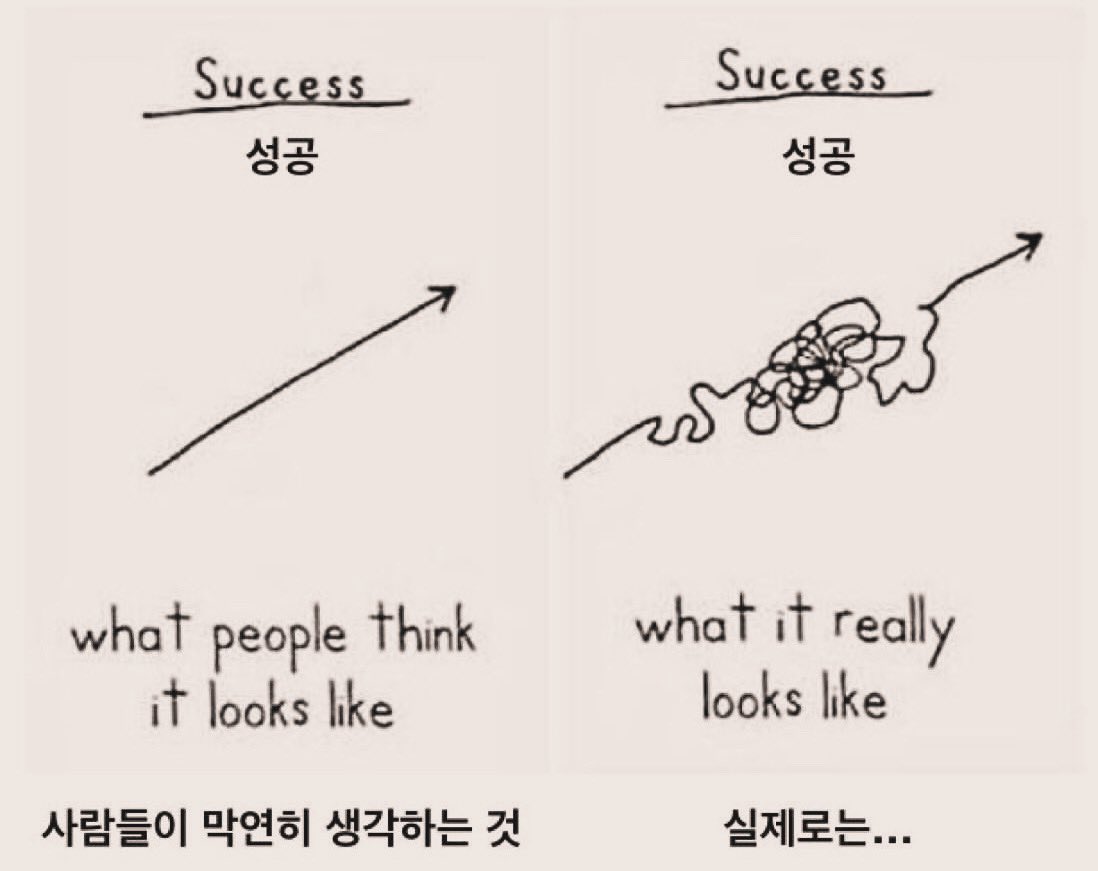 Success
성공
what people think
it looks like
사람들이 막연히 생각하는 것
Success
성공
what it really
looks like
실제로는...